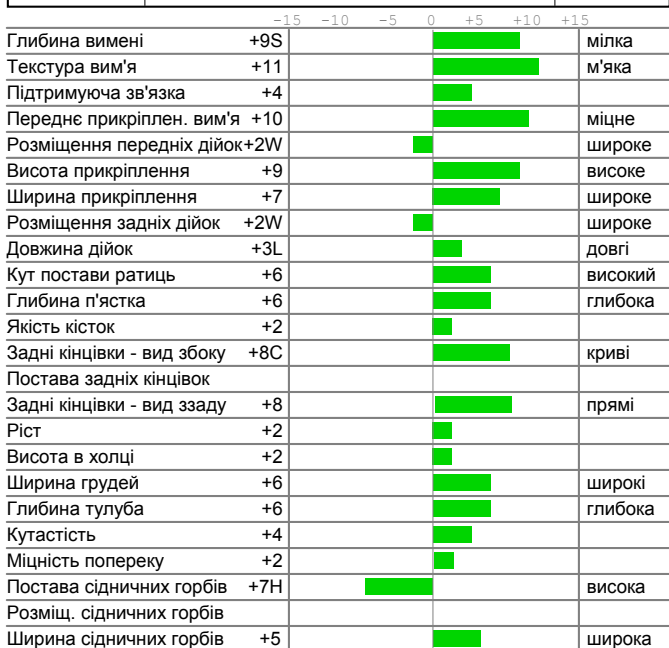 -15 -10 -5 0 +5 +10 +15
Глибина вимені +9S мілка
Текстура вим'я +11 м'яка
Підтримуюча зв'язка +4
Переднє прикріплен. вим'я +10 міцне
Розміщення передніх дійок+2W широке
Висота прикріплення +9 високе
Ширина прикріплення +7 широке
Розміщення задніх дійок +2W широке
Довжина дійок +3L довгі
Кут постави ратиць +6 високий
Глибина п'ястка +6 глибока
Якість кісток +2
Задні кінцівки - вид збоку +8C криві
Постава задніх кінцівок
Задні кінцівки - вид ззаду +8 прямі
Ріст +2
Висота в холці +2
Ширина грудей +6 широкі
Глибина тулуба +6 глибока
Кутастість +4
Міцність попереку +2
Постава сідничних горбів +7H висока
Розміщ. сідничних горбів
Ширина сідничних горбів +5 широка